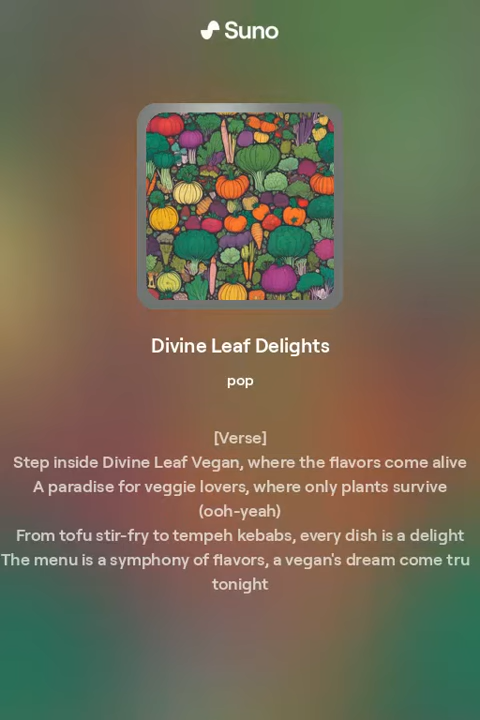 Suno
Divine Leaf Delights
pop
[Verse]
Step inside Divine Leaf Vegan, where the flavors come alive
A paradise for veggie lovers, where only plants survive
(ooh-yeah)
From tofu stir-fry to tempeh kebabs, every dish is a delight
The menu is a symphony of flavors, a vegan's dream come tru
tonight